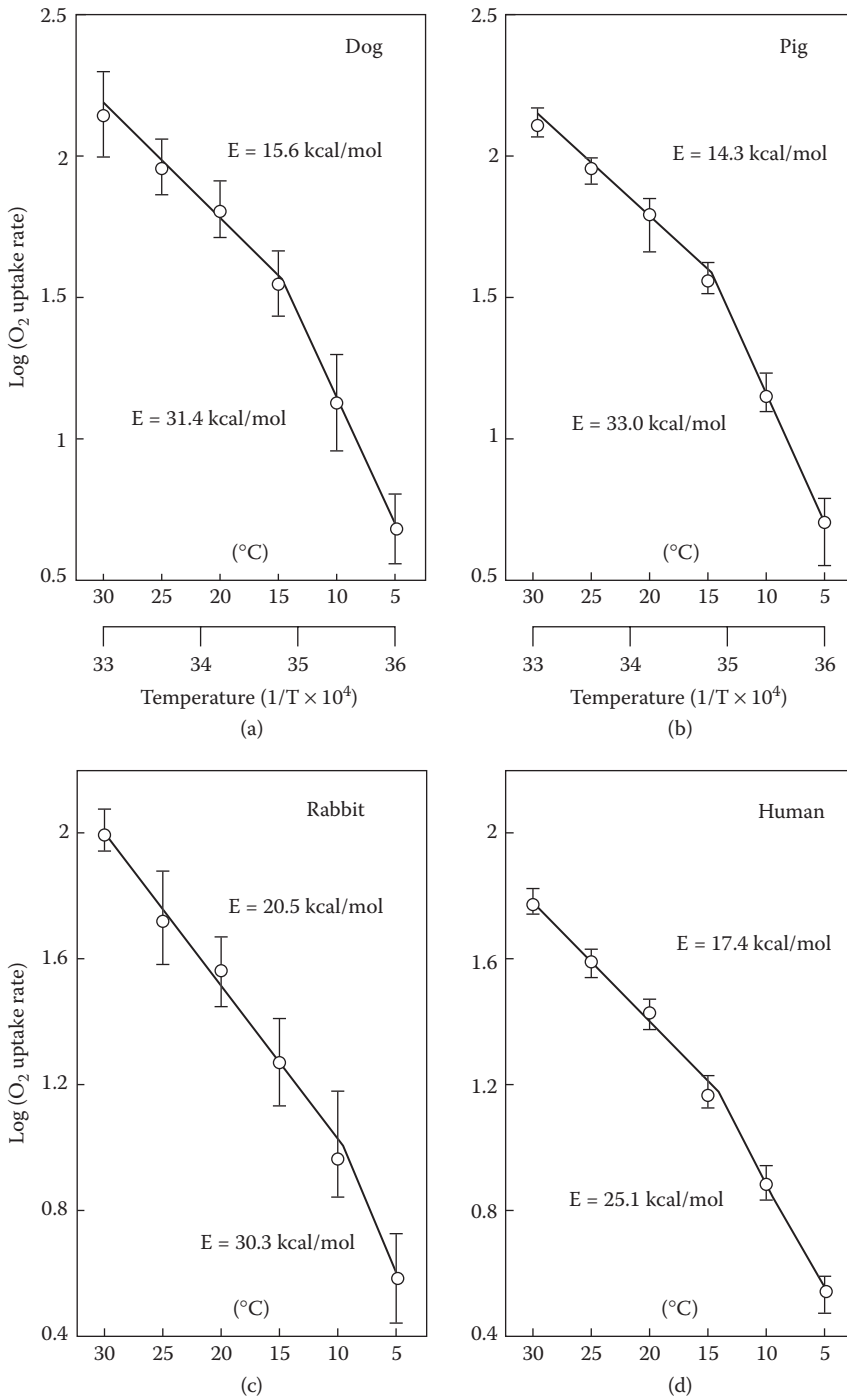 2.5
Dog
E = 15.6 kcal/mol
2
1.5
Log (O₂ uptake rate)
E = 31.4 kcal/mol
1
(°C)
0.5
30 25 20 15 10 5
33 34 35 36
Temperature (1/T × 10⁴)
(a)
2.5
Pig
E = 14.3 kcal/mol
2
1.5
E = 33.0 kcal/mol
1
(°C)
0.5
30 25 20 15 10 5
33 34 35 36
Temperature (1/T × 10⁴)
(b)
Rabbit
2
E = 20.5 kcal/mol
1.6
Log (O₂ uptake rate)
1.2
0.8
E = 30.3 kcal/mol
(°C)
0.4
30 25 20 15 10 5
(c)
Human
2
E = 17.4 kcal/mol
1.6
1.2
E = 25.1 kcal/mol
0.8
(°C)
0.4
30 25 20 15 10 5
(d)